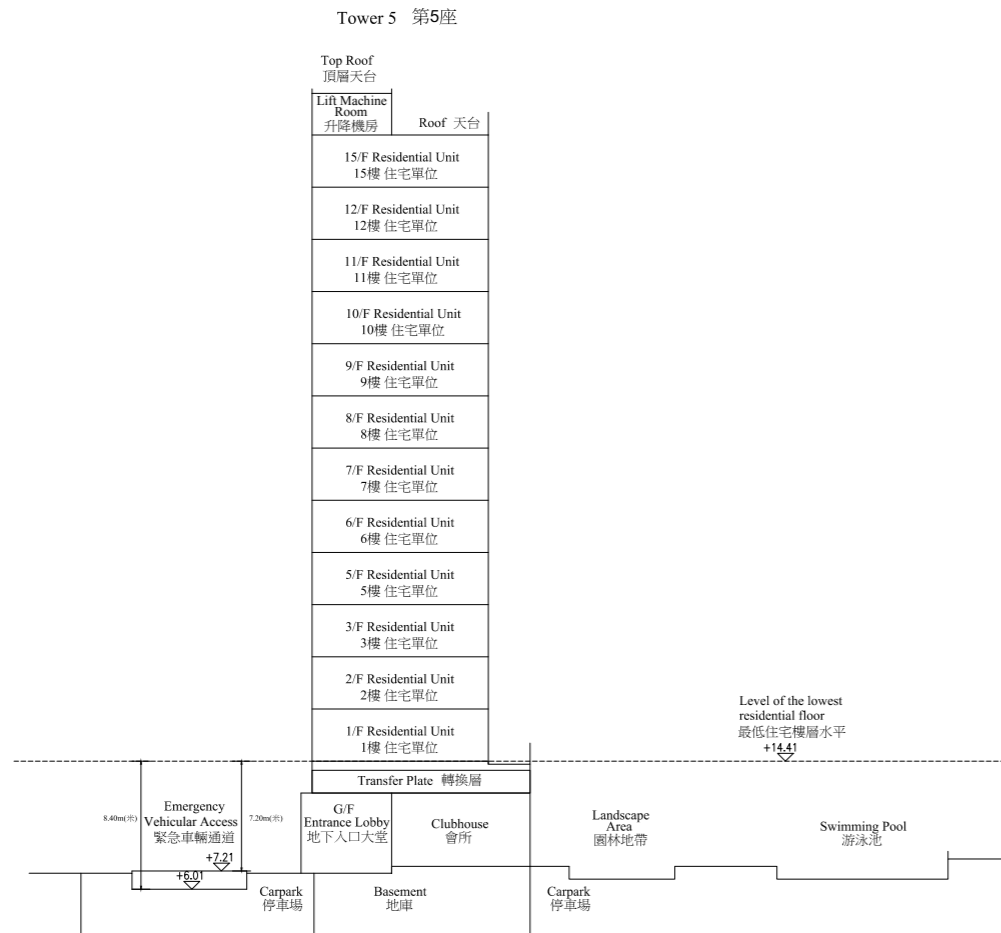 Tower 5 第5座
Top Roof
頂層天台
Lift Machine
Room
升降機房
Roof 天台
15/F Residential Unit
15樓 住宅單位
12/F Residential Unit
12樓 住宅單位
11/F Residential Unit
11樓 住宅單位
10/F Residential Unit
10樓 住宅單位
9/F Residential Unit
9樓 住宅單位
8/F Residential Unit
8樓 住宅單位
7/F Residential Unit
7樓 住宅單位
6/F Residential Unit
6樓 住宅單位
5/F Residential Unit
5樓 住宅單位
3/F Residential Unit
3樓 住宅單位
2/F Residential Unit
2樓 住宅單位
1/F Residential Unit
1樓 住宅單位
Level of the lowest
residential floor
最低住宅樓層水平
+14.41
Transfer Plate 轉換層
8.40m(米)
Emergency
Vehicular Access
緊急車輛通道
7.20m(米)
+7.21
+6.01
G/F
Entrance Lobby
地下入口大堂
Clubhouse
會所
Landscape
Area
園林地帶
Swimming Pool
游泳池
Carpark
停車場
Basement
地庫
Carpark
停車場